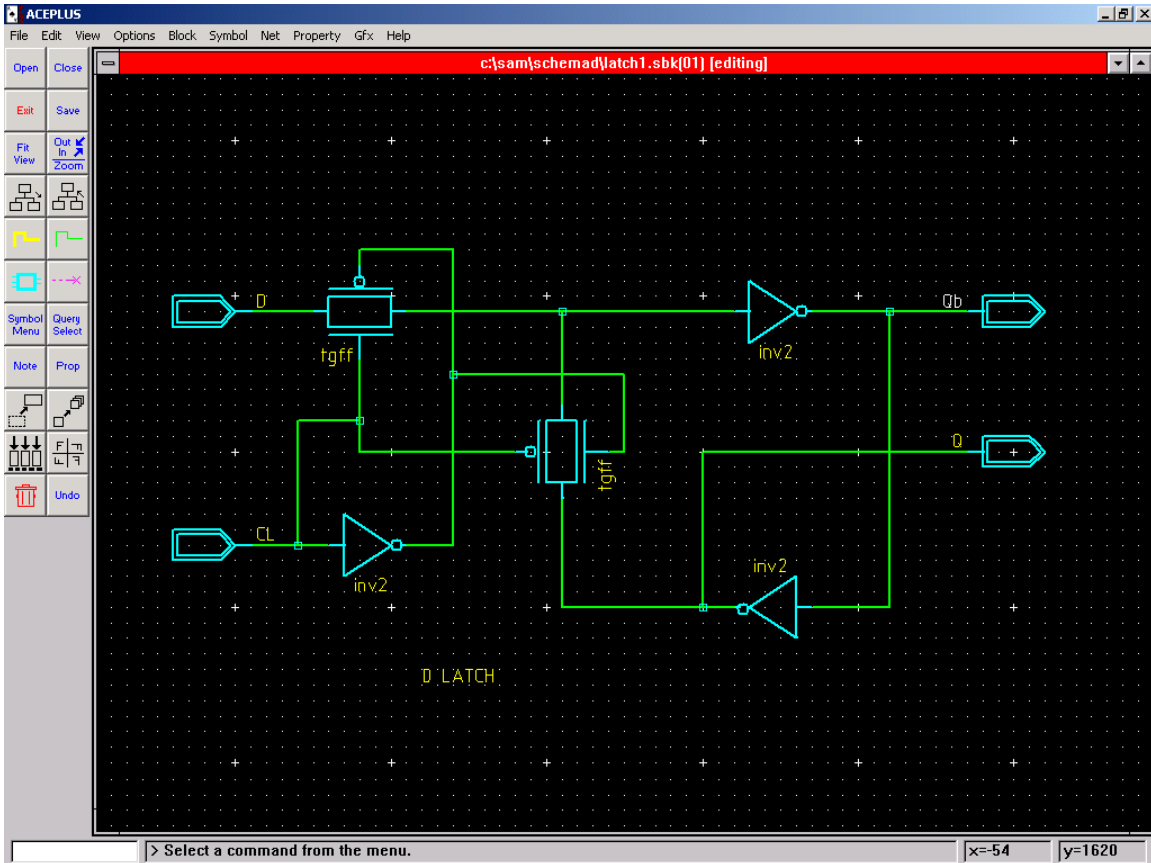 ACEPLUS
File Edit View Options Block Symbol Net Property Gfx Help
Open Close
c:\sam\schemad\latch1.sbk(01) [editing]
Exit Save
Fit View
Out In Zoom
Symbol Menu
Query Select
Note Prop
Undo
D
Qb
tgff
inv2
Q
tgff
CL
inv2
inv2
D LATCH
> Select a command from the menu.
x=-54
y=1620